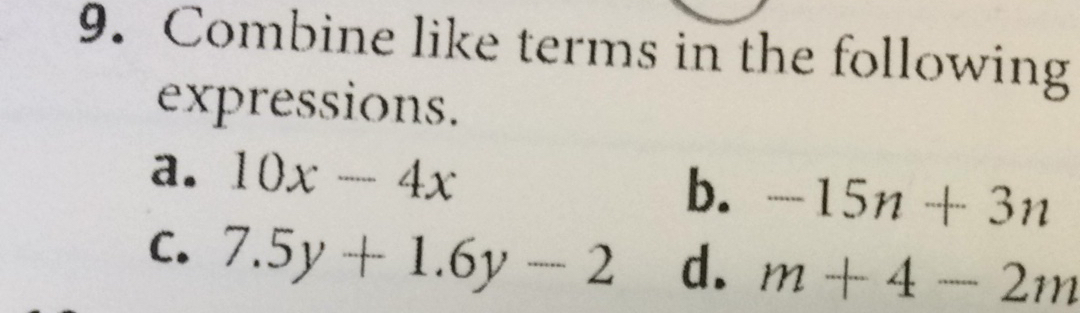 9. Combine like terms in the following
expressions.
a. 10x − 4x b. −15n + 3n
c. 7.5y + 1.6y − 2 d. m + 4 − 2m